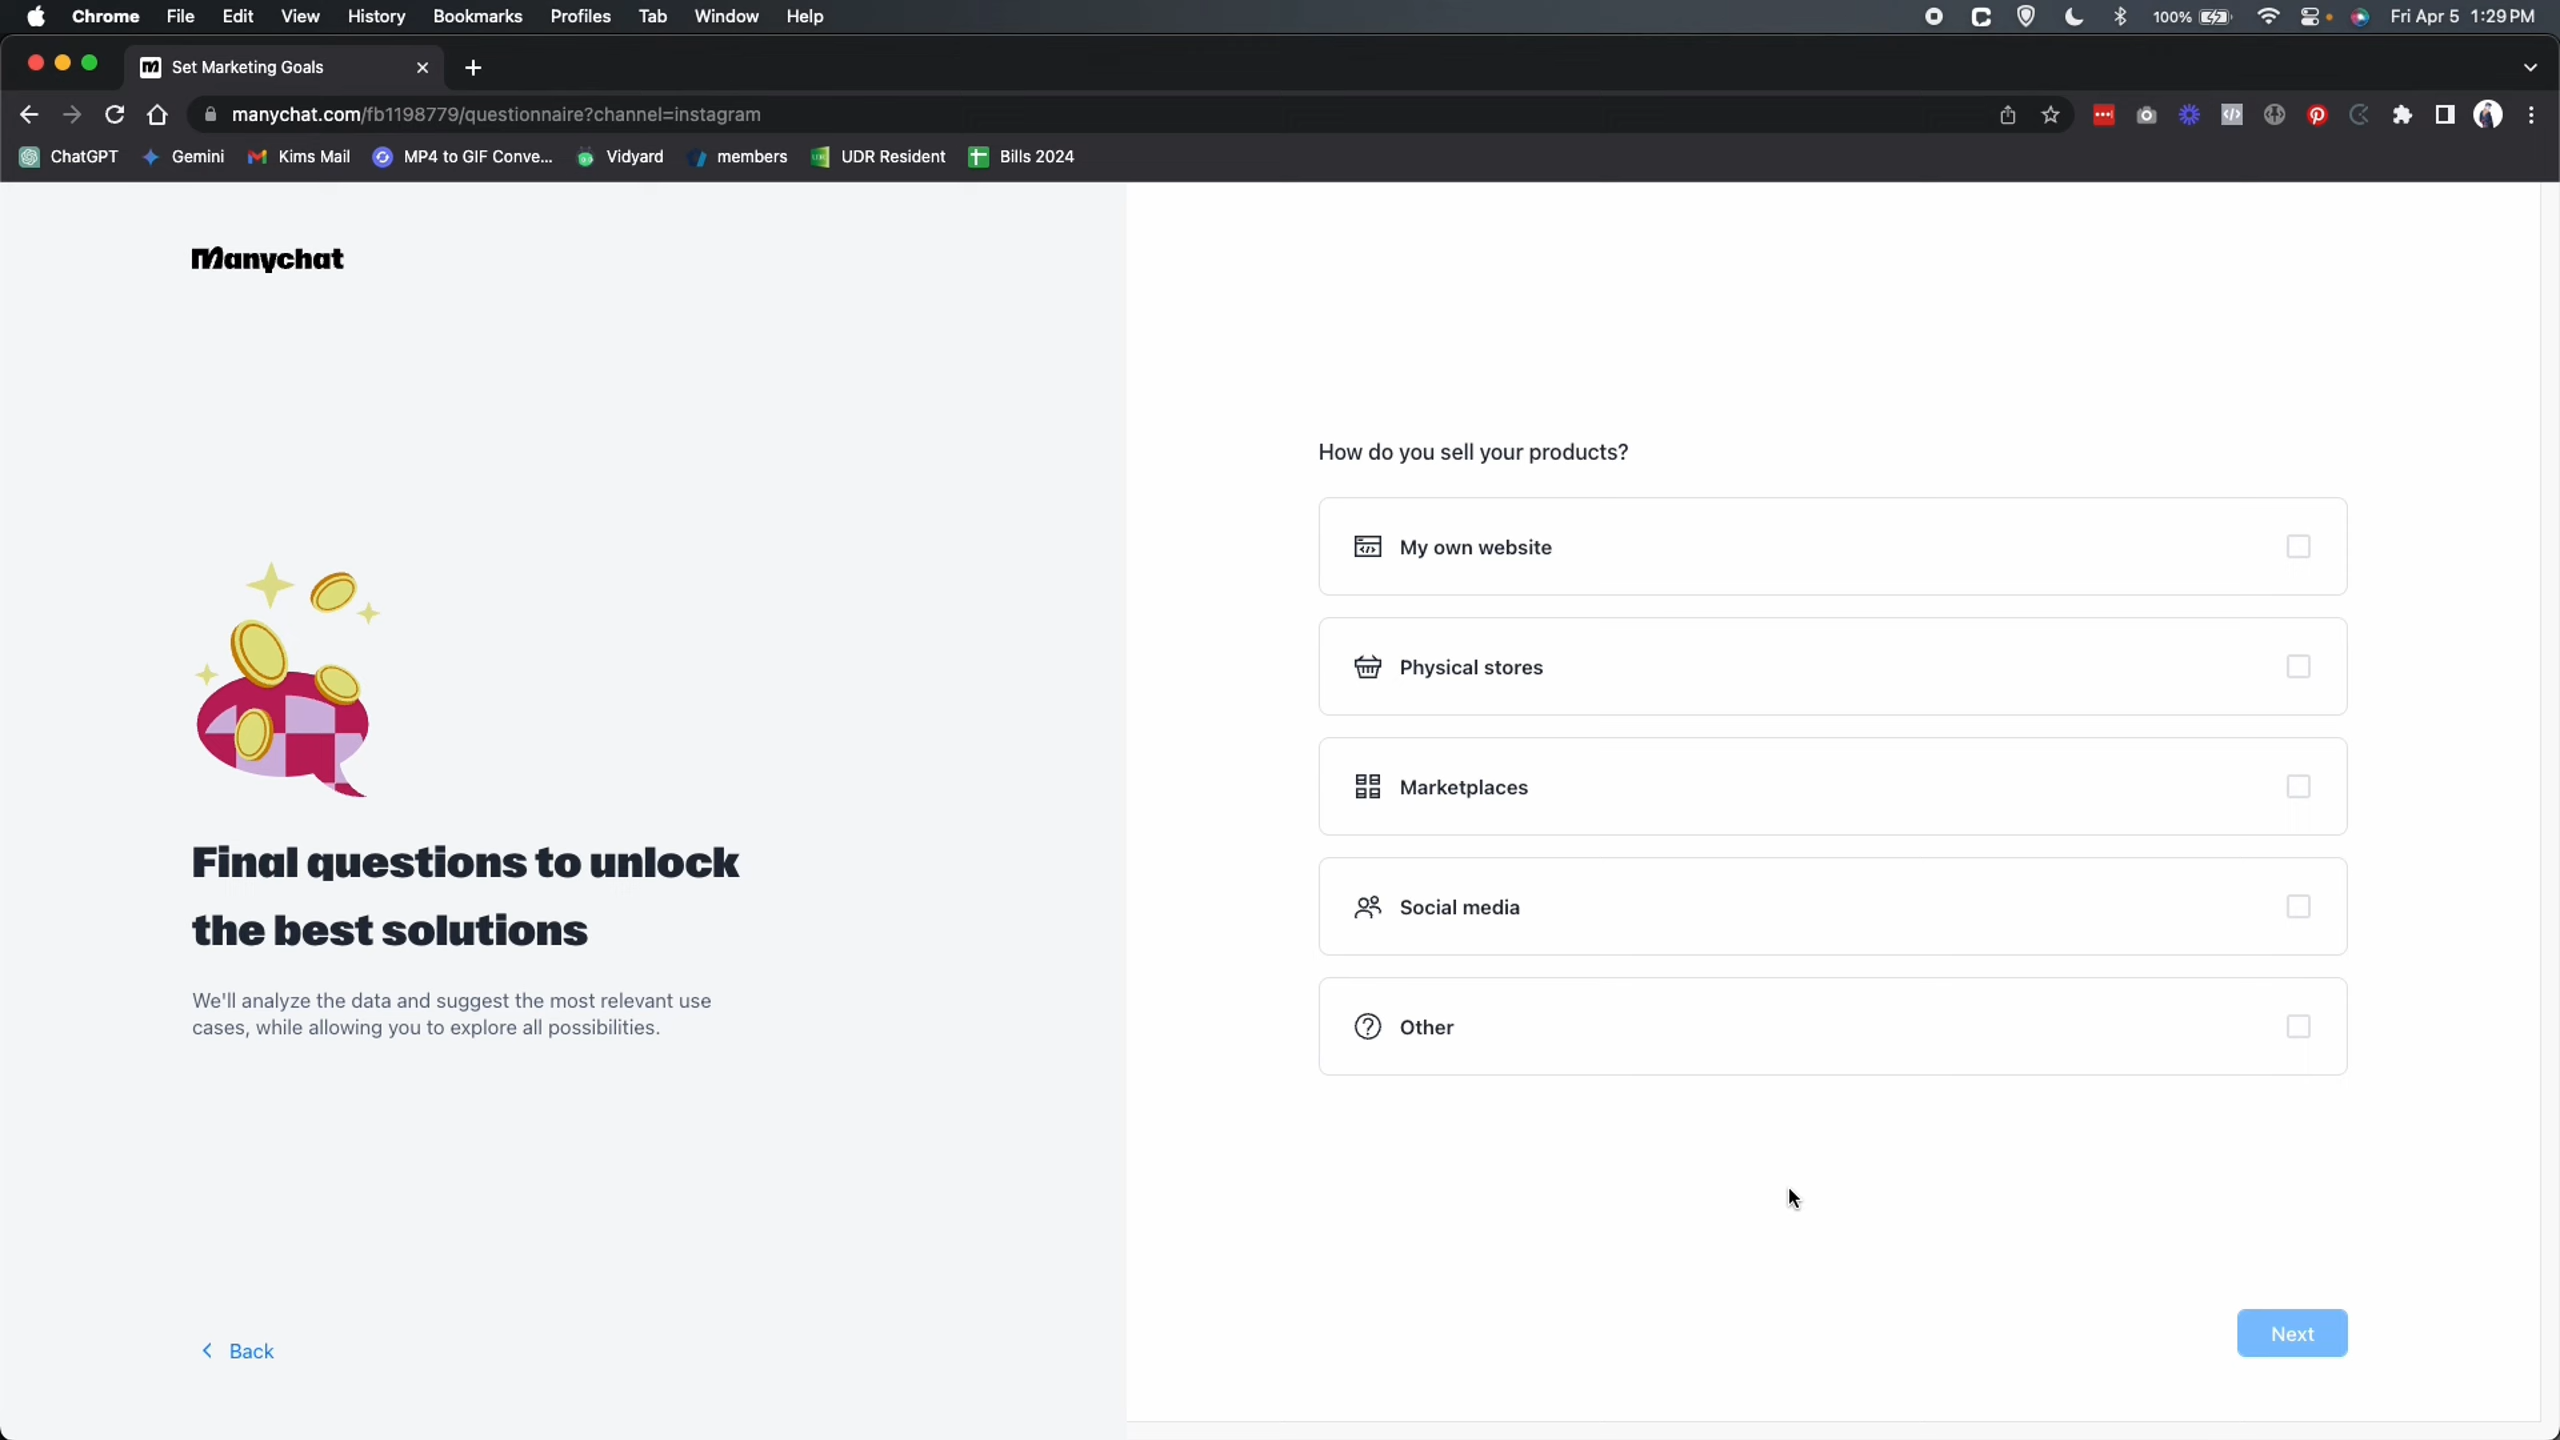 Chrome File Edit View History Bookmarks Profiles Tab Window Help 100% Fri Apr 5 1:29 PM
Set Marketing Goals
manychat.com/fb1198779/questionnaire?channel=instagram
ChatGPT Gemini Kims Mail MP4 to GIF Conve... Vidyard members UDR Resident Bills 2024
Manychat
Final questions to unlock
the best solutions
We'll analyze the data and suggest the most relevant use
cases, while allowing you to explore all possibilities.
Back
How do you sell your products?
My own website
Physical stores
Marketplaces
Social media
Other
Next